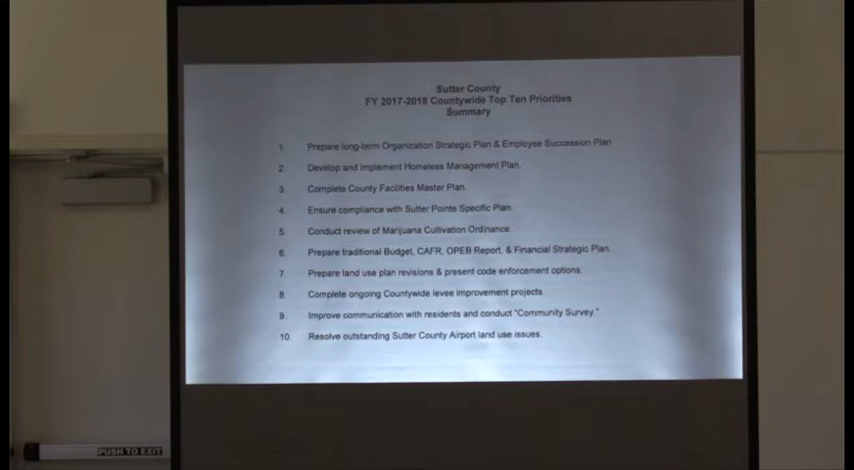 Sutter County
FY 2017-2018 Countywide Top Ten Priorities
Summary
1. Prepare long-term Organization Strategic Plan & Employee Succession Plan.
2. Develop and implement Homeless Management Plan.
3. Complete County Facilities Master Plan.
4. Ensure compliance with Sutter Pointe Specific Plan.
5. Conduct review of Marijuana Cultivation Ordinance.
6. Prepare traditional Budget, CAFR, OPEB Report, & Financial Strategic Plan.
7. Prepare land use plan revisions & present code enforcement options.
8. Complete ongoing Countywide levee improvement projects.
9. Improve communication with residents and conduct "Community Survey."
10. Resolve outstanding Sutter County Airport land use issues.
PUSH TO EXIT